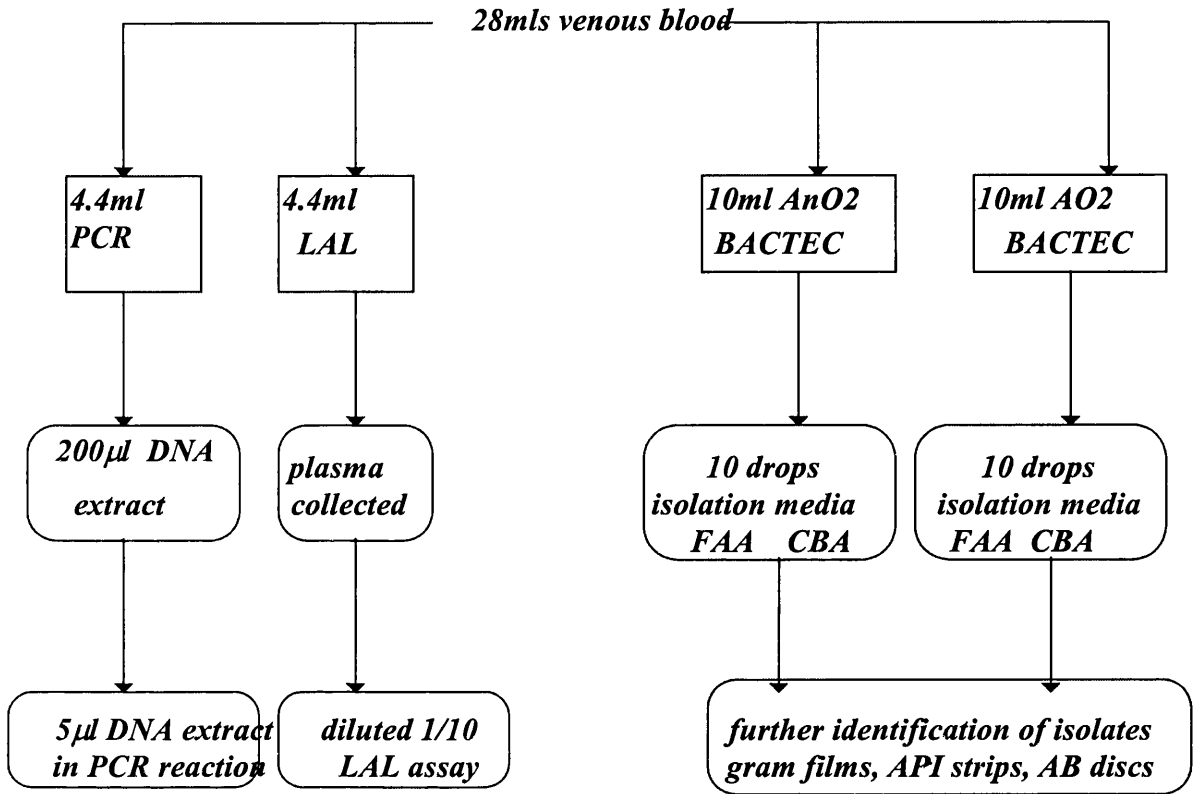 28mls venous blood
4.4ml
PCR
4.4ml
LAL
10ml AnO2
BACTEC
10ml AO2
BACTEC
200µl DNA
extract
plasma
collected
10 drops
isolation media
FAA CBA
10 drops
isolation media
FAA CBA
5µl DNA extract
in PCR reaction
diluted 1/10
LAL assay
further identification of isolates
gram films, API strips, AB discs